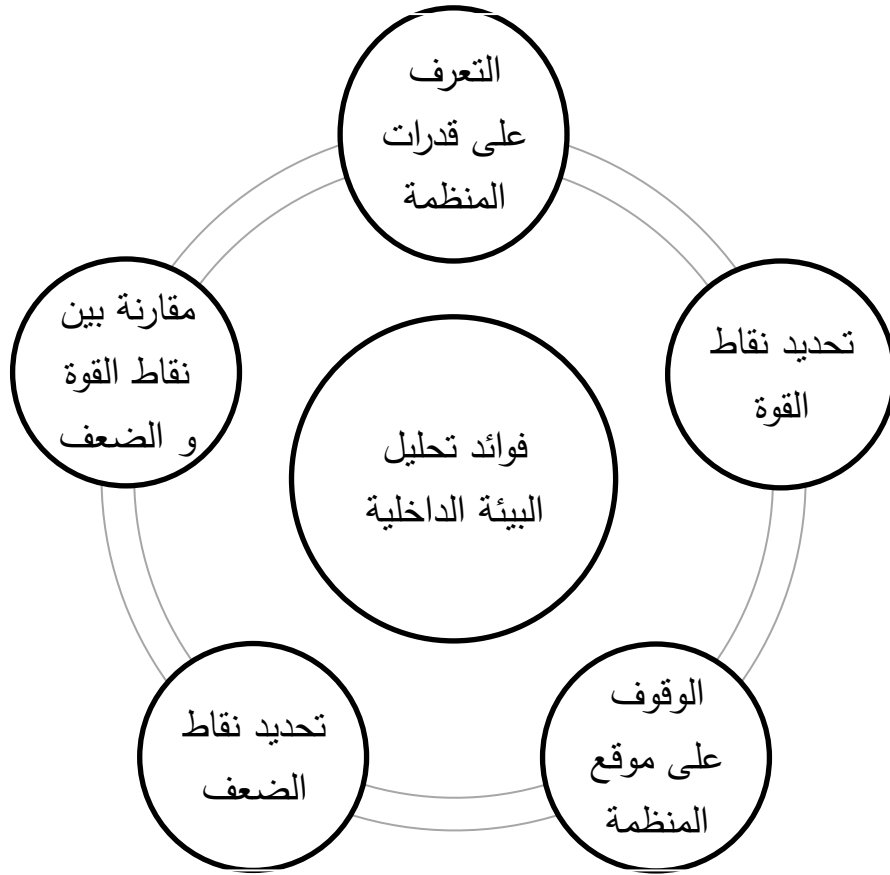 التعرف
على قدرات
المنظمة
تحديد نقاط
القوة
الوقوف
على موقع
المنظمة
تحديد نقاط
الضعف
مقارنة بين
نقاط القوة
و الضعف
فوائد تحليل
البيئة الداخلية